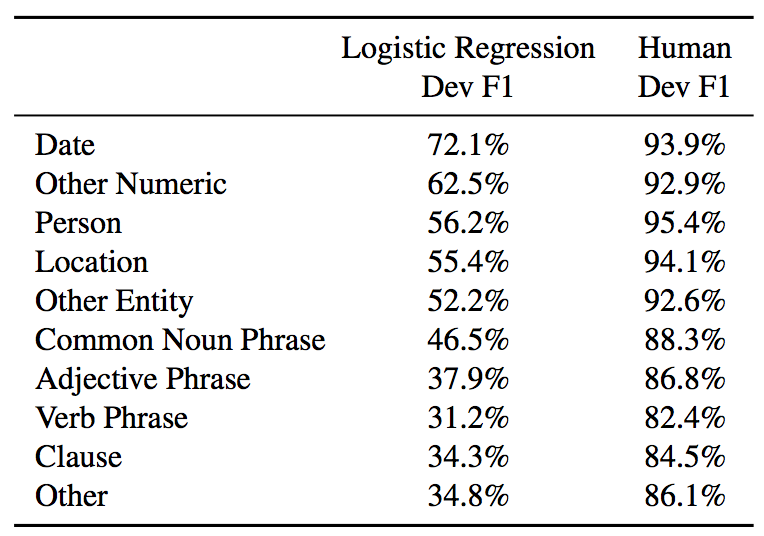 Logistic Regression Human
Dev F1 Dev F1
Date 72.1% 93.9%
Other Numeric 62.5% 92.9%
Person 56.2% 95.4%
Location 55.4% 94.1%
Other Entity 52.2% 92.6%
Common Noun Phrase 46.5% 88.3%
Adjective Phrase 37.9% 86.8%
Verb Phrase 31.2% 82.4%
Clause 34.3% 84.5%
Other 34.8% 86.1%